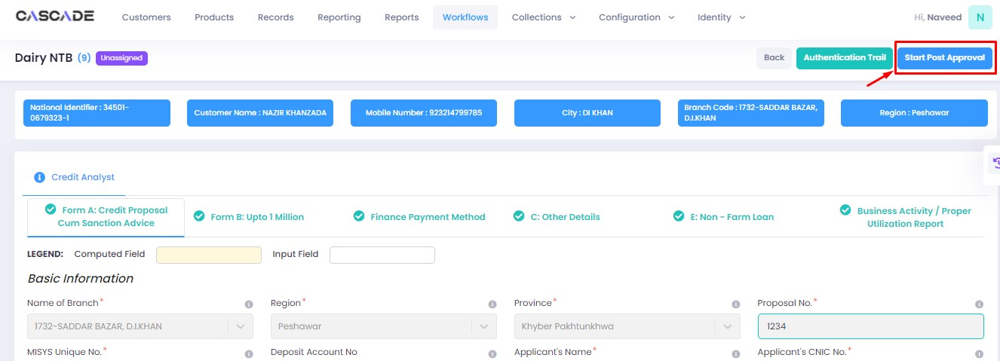 CASCADE
Customers Products Records Reporting Reports Workflows Collections Configuration Identity Hi, Naveed N
Dairy NTB (9) Unassigned Back Authentication Trail Start Post Approval
National Identifier : 34501-
0679323-1
Customer Name : NAZIR KHANZADA
Mobile Number : 923214799785
City : DI KHAN
Branch Code : 1732-SADDAR BAZAR,
D.I.KHAN
Region : Peshawar
Credit Analyst
Form A: Credit Proposal
Cum Sanction Advice
Form B: Upto 1 Million
Finance Payment Method
C: Other Details
E: Non - Farm Loan
Business Activity / Proper
Utilization Report
LEGEND: Computed Field Input Field
Basic Information
Name of Branch* Region* Province* Proposal No.*
1732-SADDAR BAZAR, D.I.KHAN Peshawar Khyber Pakhtunkhwa 1234
MISYS Unique No.* Deposit Account No Applicant's Name* Applicant's CNIC No.*